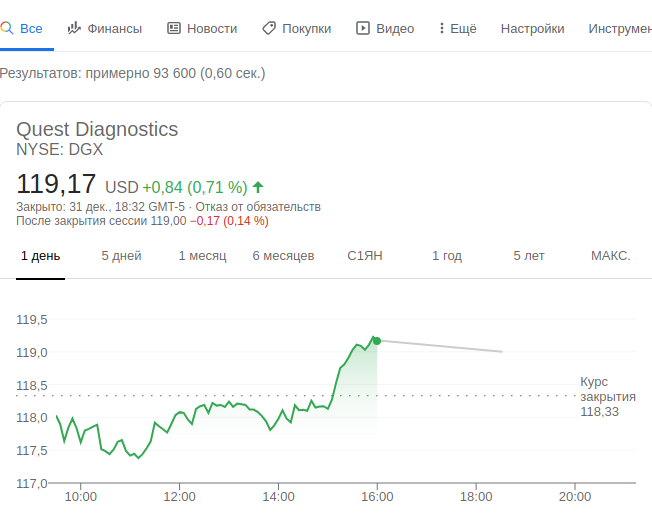 Все Финансы Новости Покупки Видео Ещё Настройки Инструмен
Результатов: примерно 93 600 (0,60 сек.)
Quest Diagnostics
NYSE: DGX
119,17 USD +0,84 (0,71 %)
Закрыто: 31 дек., 18:32 GMT-5 · Отказ от обязательств
После закрытия сессии 119,00 −0,17 (0,14 %)
1 день 5 дней 1 месяц 6 месяцев С1ЯН 1 год 5 лет МАКС.
119,5
119,0
118,5
118,0
117,5
117,0
Курс
закрытия
118,33
10:00 12:00 14:00 16:00 18:00 20:00